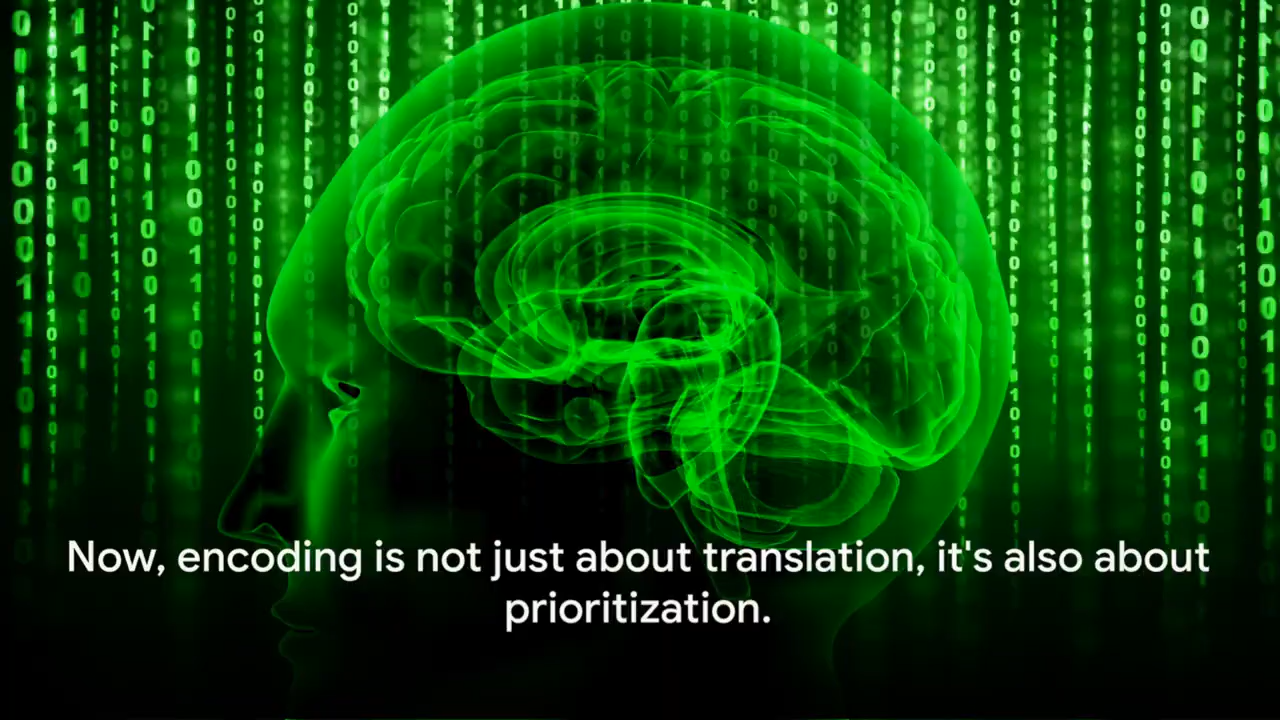 Now, encoding is not just about translation, it's also about
prioritization.